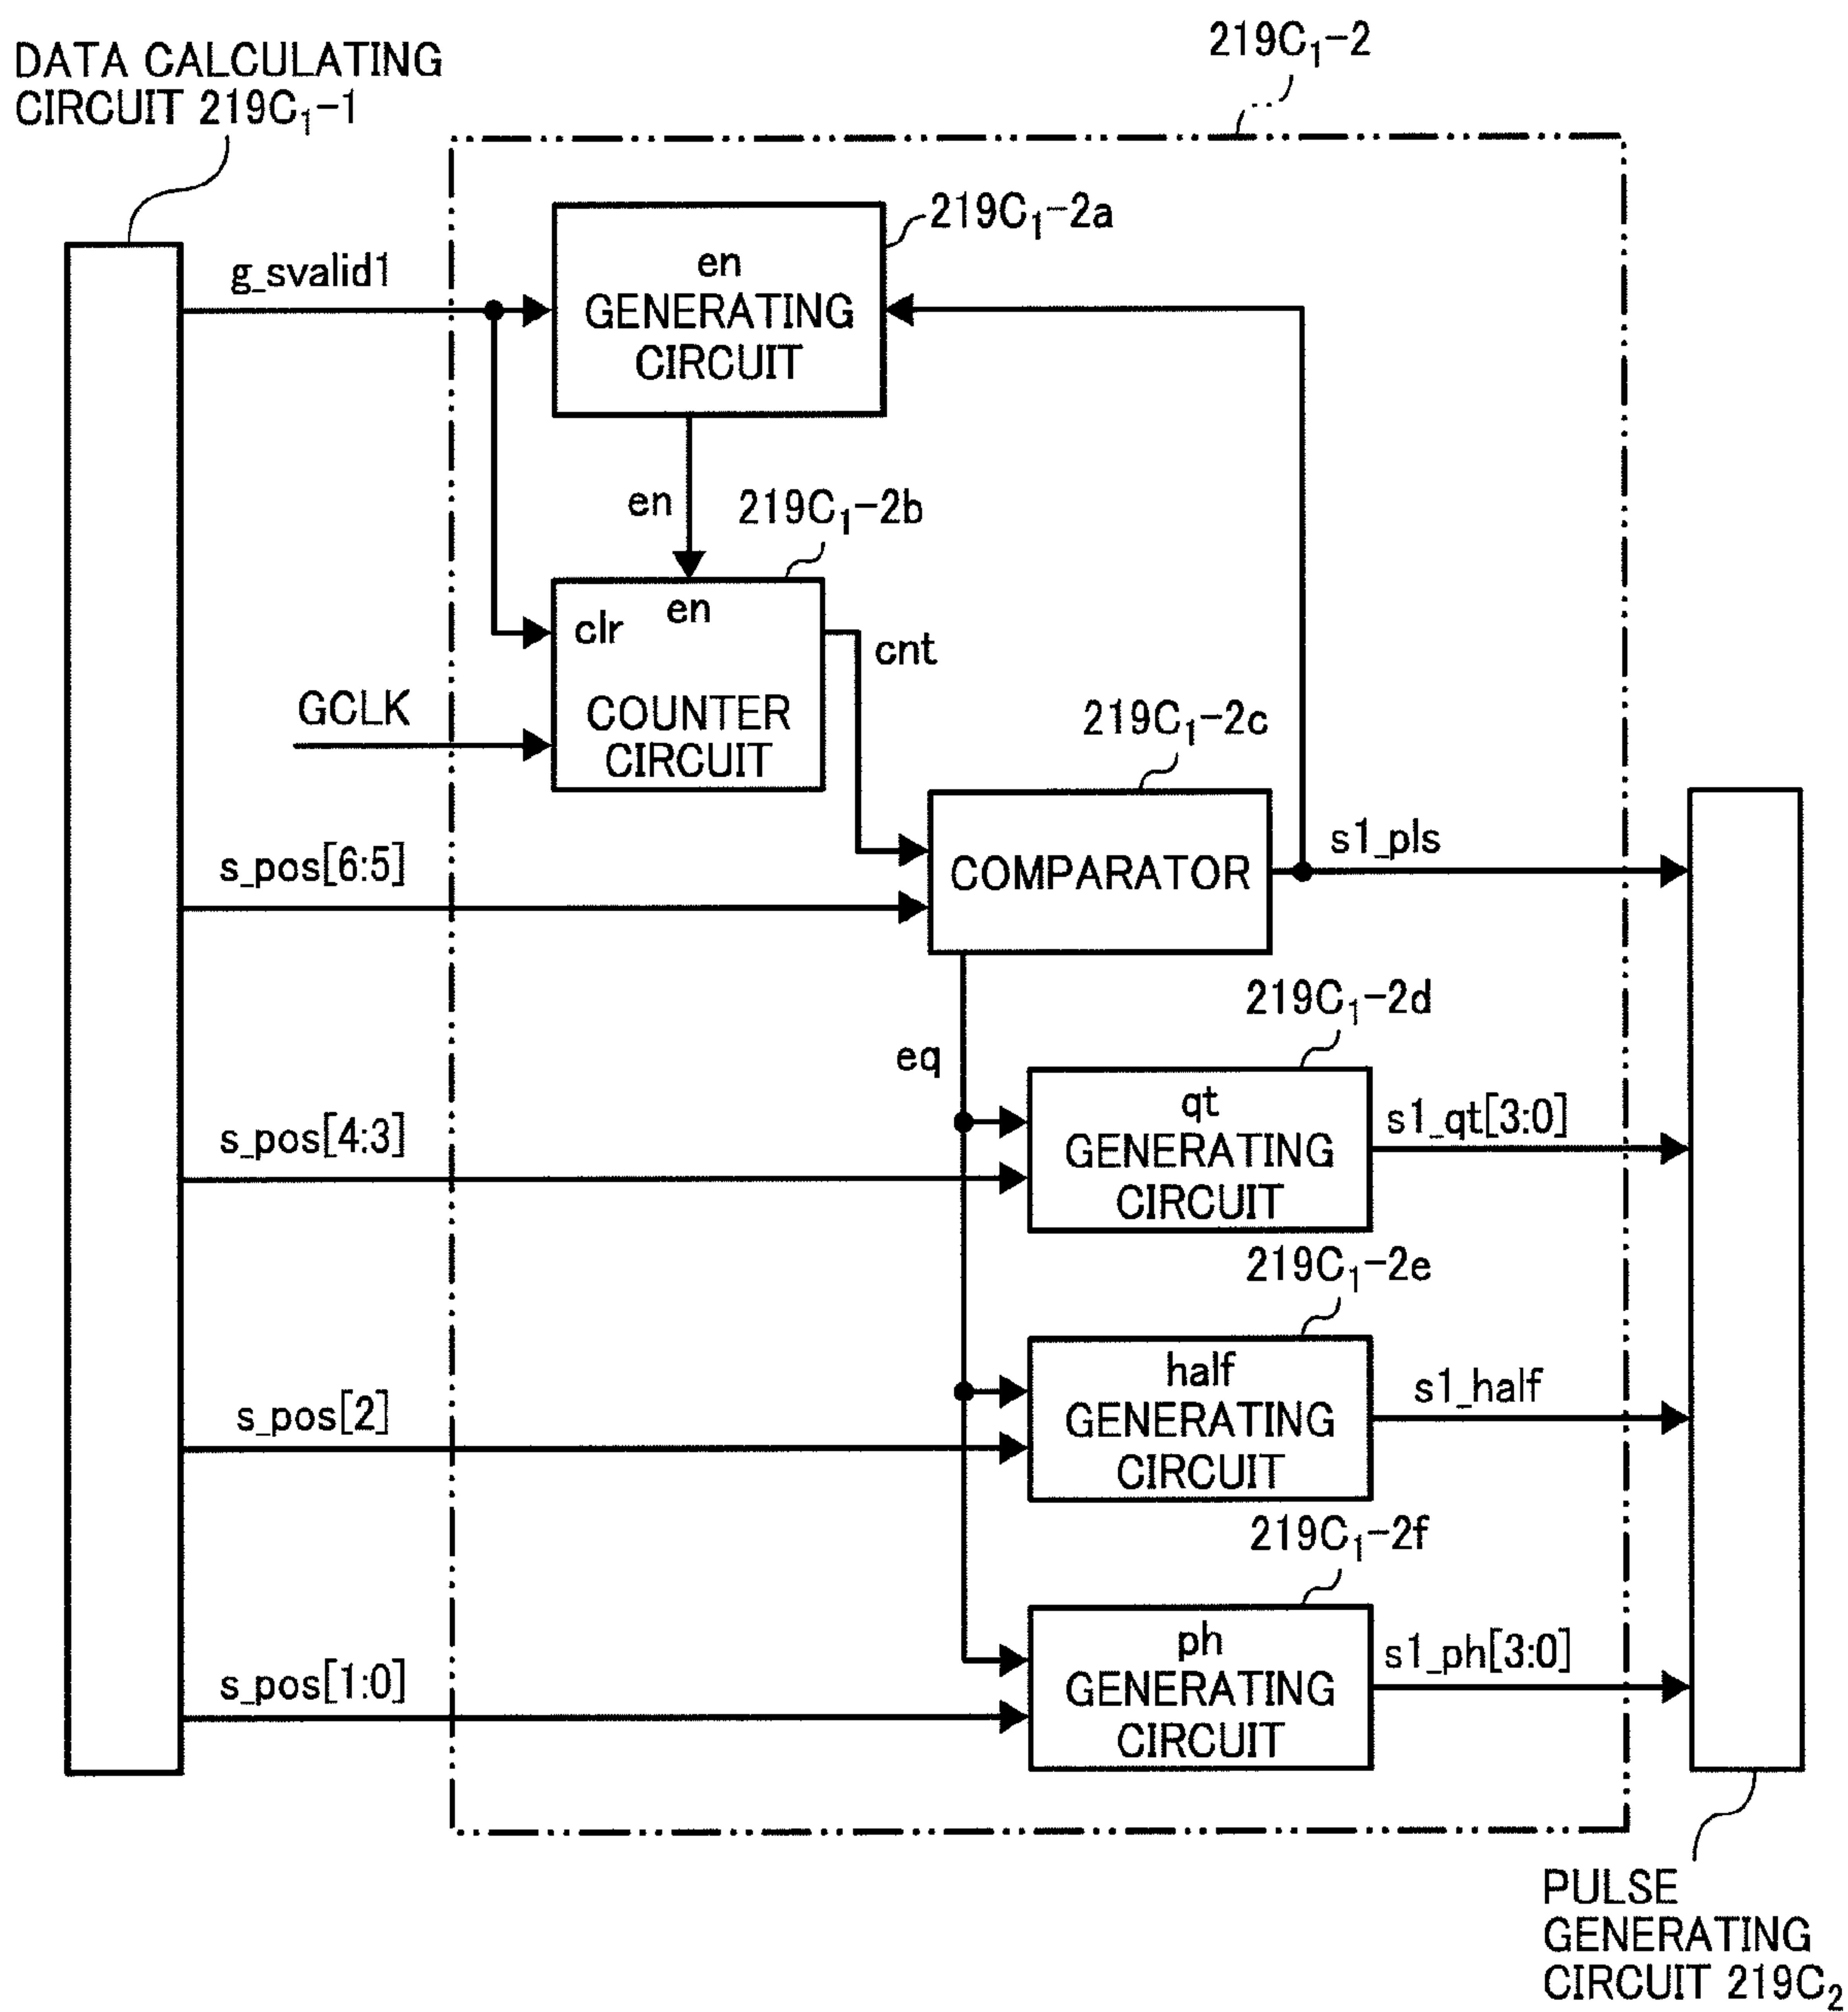 219C₁-2
DATA CALCULATING
CIRCUIT 219C₁-1
219C₁-2a
g_svalid1
en
GENERATING
CIRCUIT
en
219C₁-2b
clr
en
cnt
GCLK
COUNTER
CIRCUIT
219C₁-2c
s_pos[6:5]
COMPARATOR
s1_pls
219C₁-2d
eq
s_pos[4:3]
qt
GENERATING
CIRCUIT
s1_qt[3:0]
219C₁-2e
s_pos[2]
half
GENERATING
CIRCUIT
s1_half
219C₁-2f
s_pos[1:0]
ph
GENERATING
CIRCUIT
s1_ph[3:0]
PULSE
GENERATING
CIRCUIT 219C₂